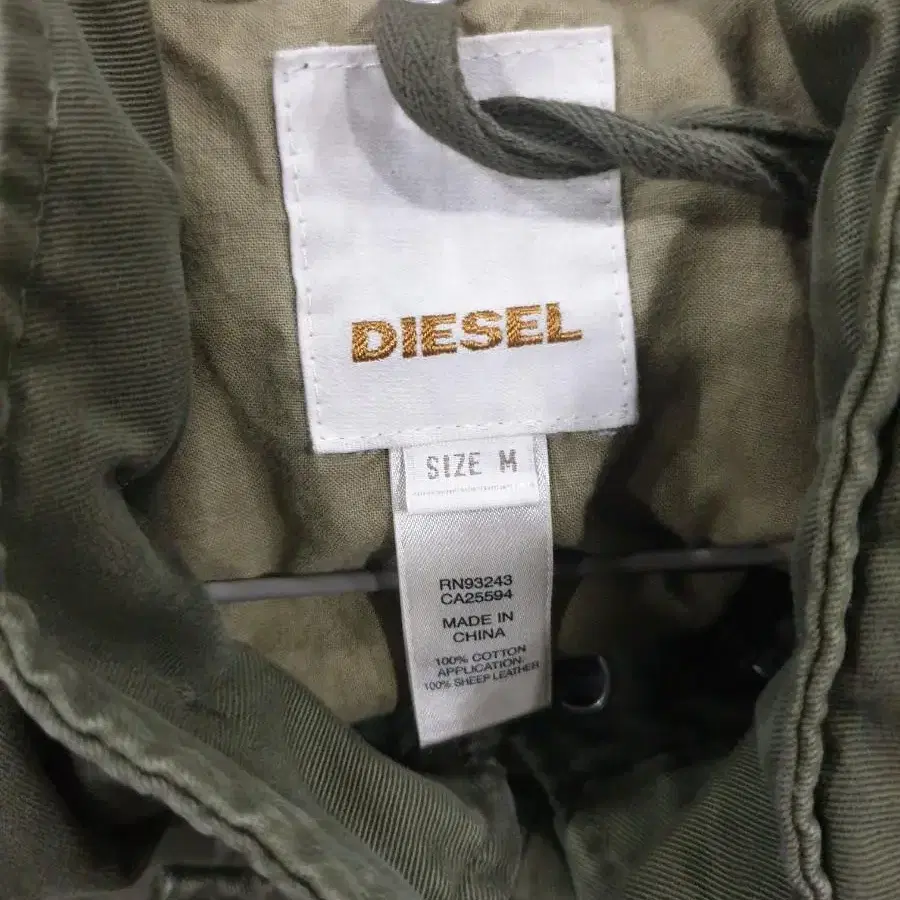 DIESEL
SIZE M
RN93243
CA25594
MADE IN
CHINA
100% COTTON
APPLICATION:
100% SHEEP LEATHER